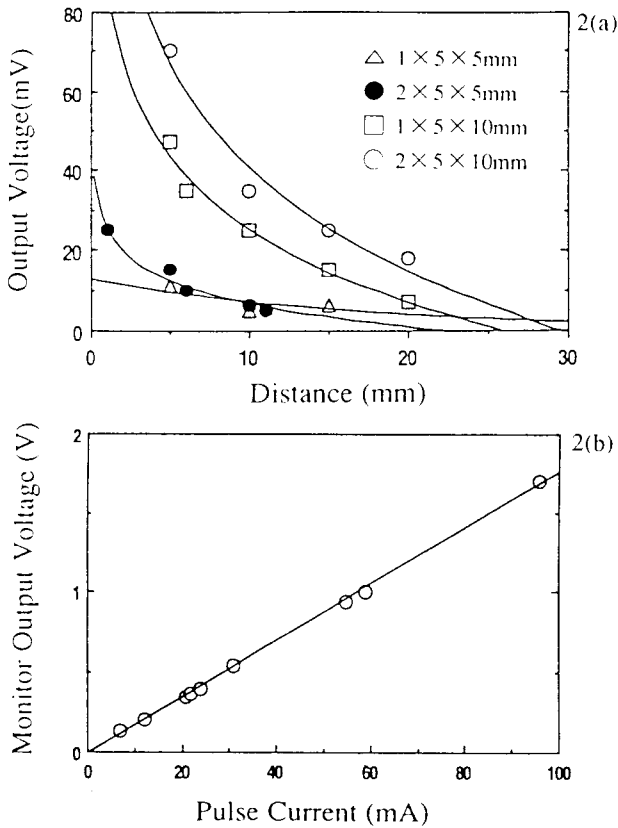 2(a)
80
60
40
20
0
Output Voltage(mV)
1 × 5 × 5mm
2 × 5 × 5mm
1 × 5 × 10mm
2 × 5 × 10mm
0 10 20 30
Distance (mm)
2(b)
2
1
0
Monitor Output Voltage (V)
0 20 40 60 80 100
Pulse Current (mA)